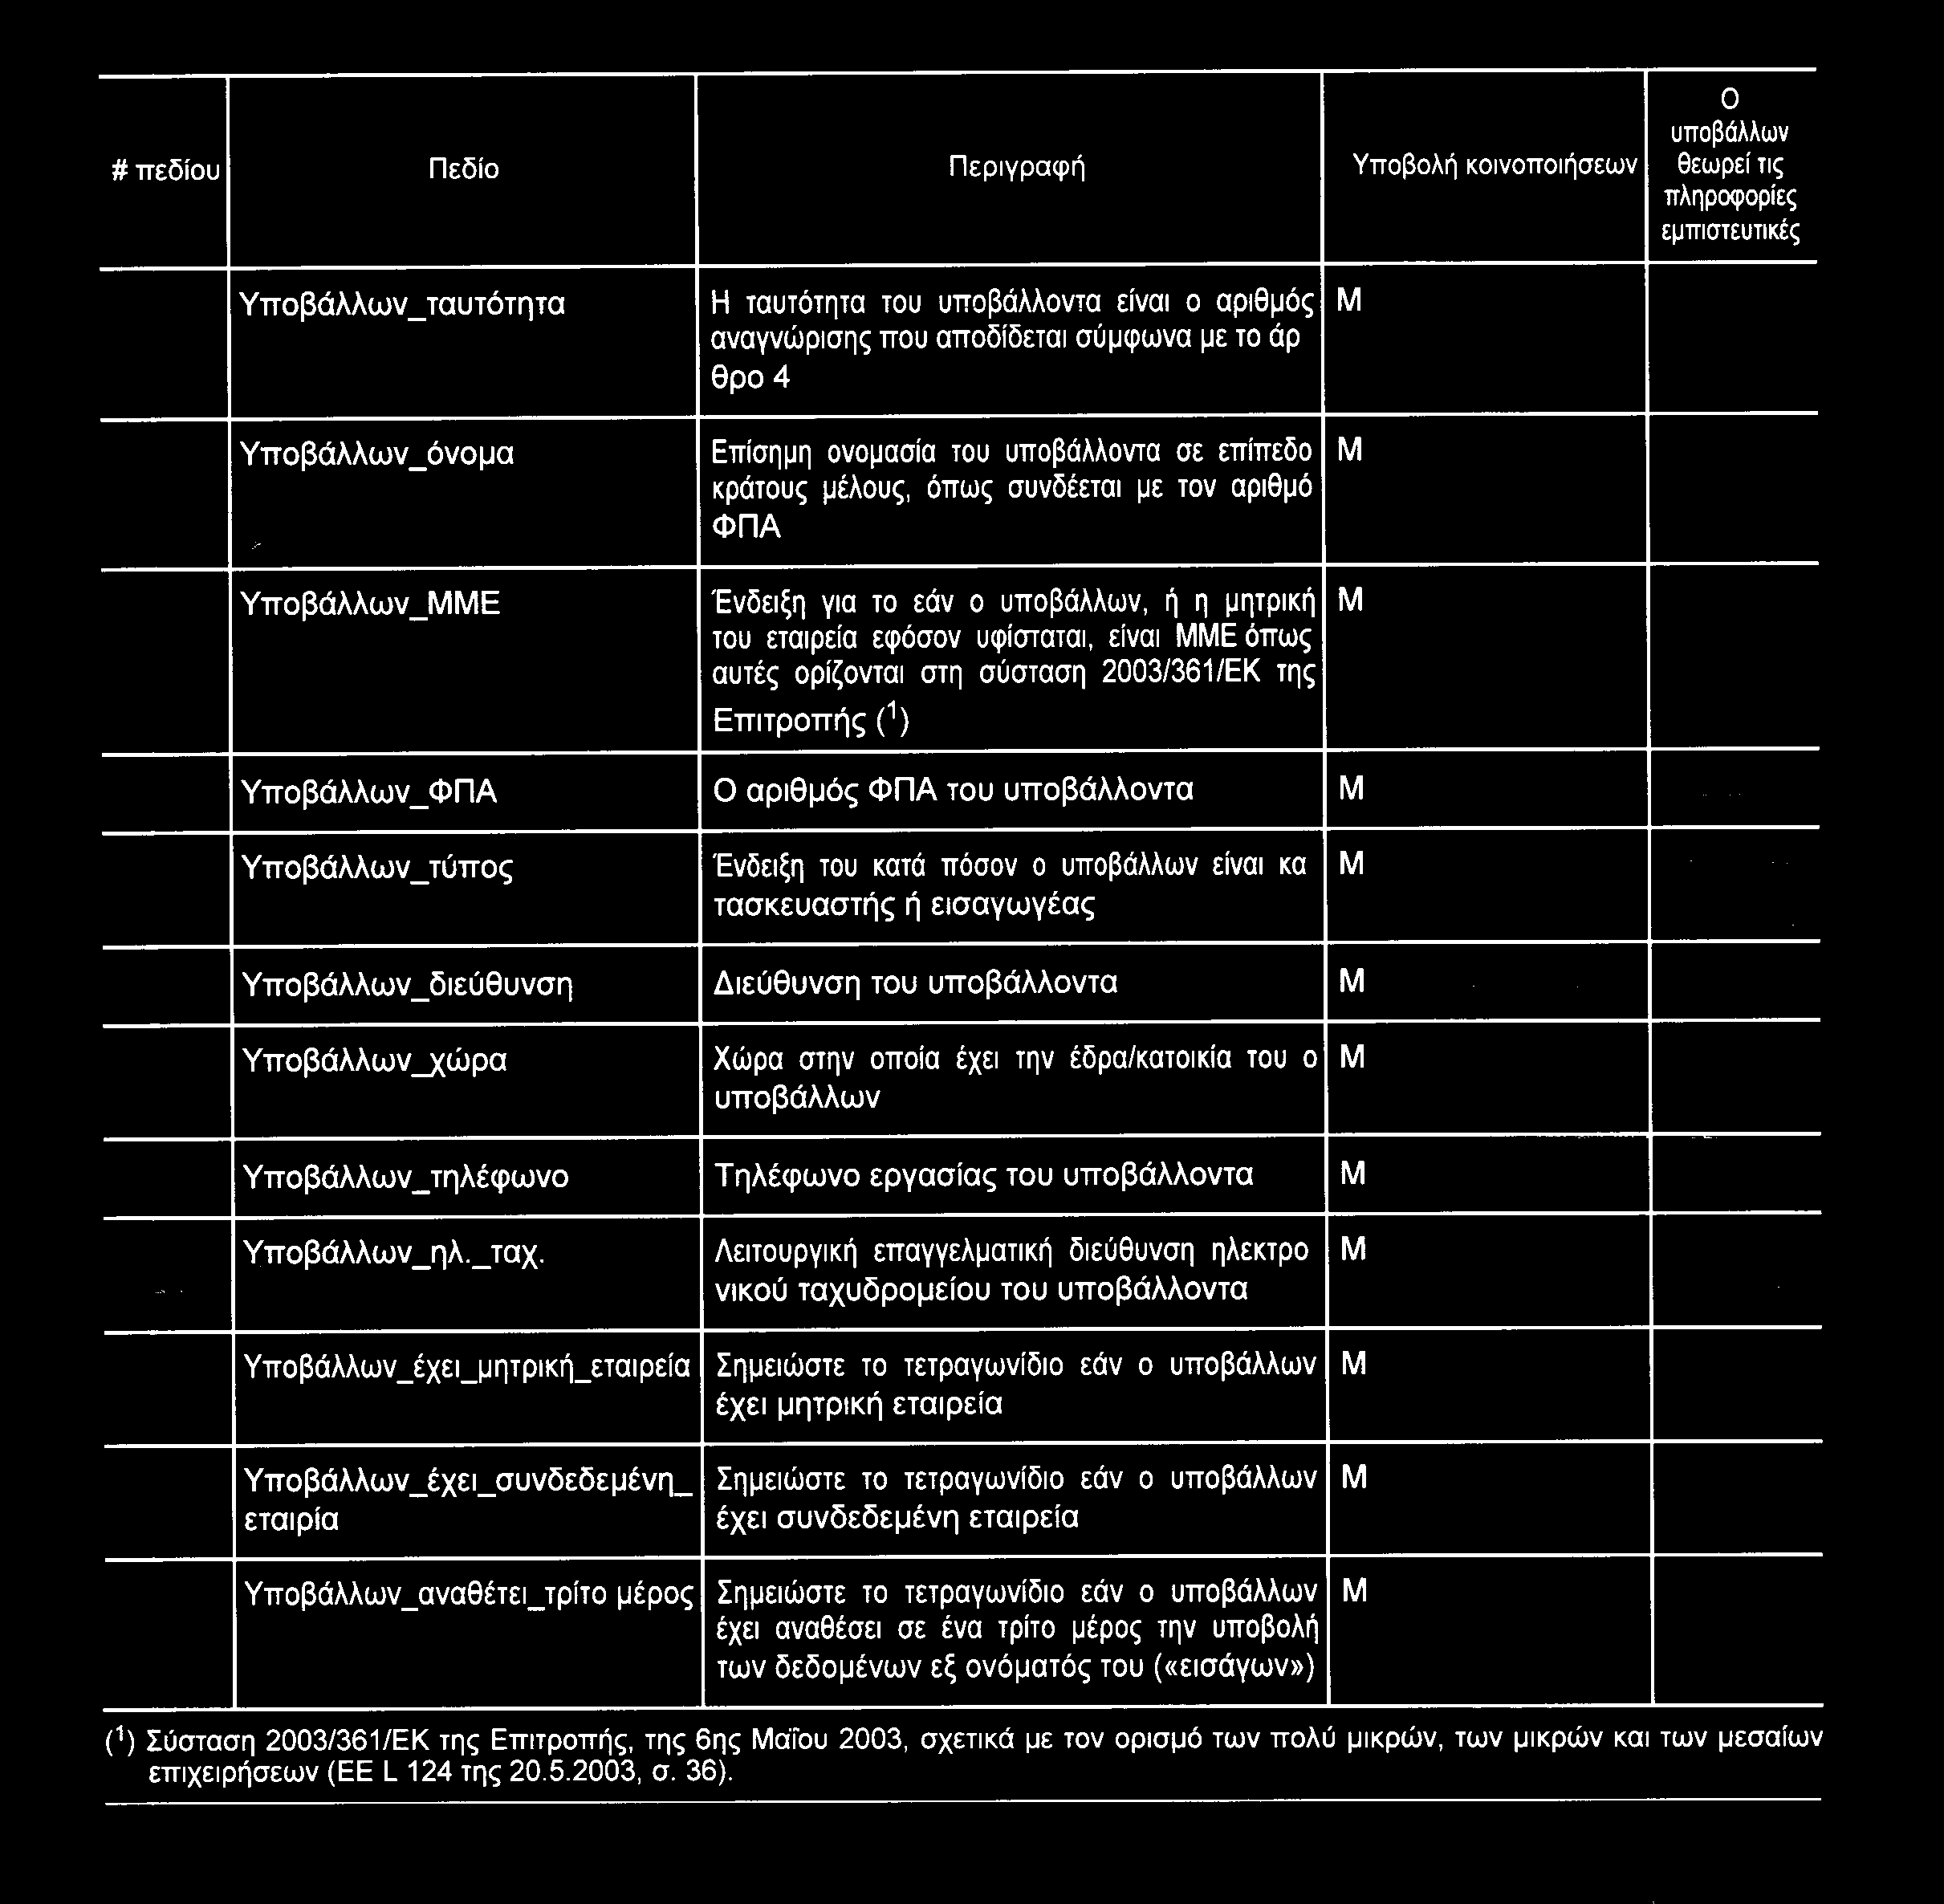 # πεδίου Πεδίο Περιγραφή Υποβολή κοινοποιήσεων Ο
υποβάλλων
θεωρεί τις
πληροφορίες
εμπιστευτικές
Υποβάλλων_ταυτότητα Η ταυτότητα του υποβάλλοντα είναι ο αριθμός Μ
αναγνώρισης που αποδίδεται σύμφωνα με το άρ
θρο 4
Υποβάλλων_όνομα Επίσημη ονομασία του υποβάλλοντα σε επίπεδο Μ
κράτους μέλους, όπως συνδέεται με τον αριθμό
ΦΠΑ
Υποβάλλων_ΜΜΕ Ένδειξη για το εάν ο υποβάλλων, ή η μητρική Μ
του εταιρεία εφόσον υφίσταται, είναι ΜΜΕ όπως
αυτές ορίζονται στη σύσταση 2003/361/ΕΚ της
Επιτροπής (¹)
Υποβάλλων_ΦΠΑ Ο αριθμός ΦΠΑ του υποβάλλοντα Μ
Υποβάλλων_τύπος Ένδειξη του κατά πόσον ο υποβάλλων είναι κα Μ
τασκευαστής ή εισαγωγέας
Υποβάλλων_διεύθυνση Διεύθυνση του υποβάλλοντα Μ
Υποβάλλων_χώρα Χώρα στην οποία έχει την έδρα/κατοικία του ο Μ
υποβάλλων
Υποβάλλων_τηλέφωνο Τηλέφωνο εργασίας του υποβάλλοντα Μ
Υποβάλλων_ηλ._ταχ. Λειτουργική επαγγελματική διεύθυνση ηλεκτρο Μ
νικού ταχυδρομείου του υποβάλλοντα
Υποβάλλων_έχει_μητρική_εταιρεία Σημειώστε το τετραγωνίδιο εάν ο υποβάλλων Μ
έχει μητρική εταιρεία
Υποβάλλων_έχει_συνδεδεμένη_ Σημειώστε το τετραγωνίδιο εάν ο υποβάλλων Μ
εταιρία έχει συνδεδεμένη εταιρεία
Υποβάλλων_αναθέτει_τρίτο μέρος Σημειώστε το τετραγωνίδιο εάν ο υποβάλλων Μ
έχει αναθέσει σε ένα τρίτο μέρος την υποβολή
των δεδομένων εξ ονόματός του («εισάγων»)
(¹) Σύσταση 2003/361/ΕΚ της Επιτροπής, της 6ης Μαΐου 2003, σχετικά με τον ορισμό των πολύ μικρών, των μικρών και των μεσαίων
επιχειρήσεων (ΕΕ L 124 της 20.5.2003, σ. 36).